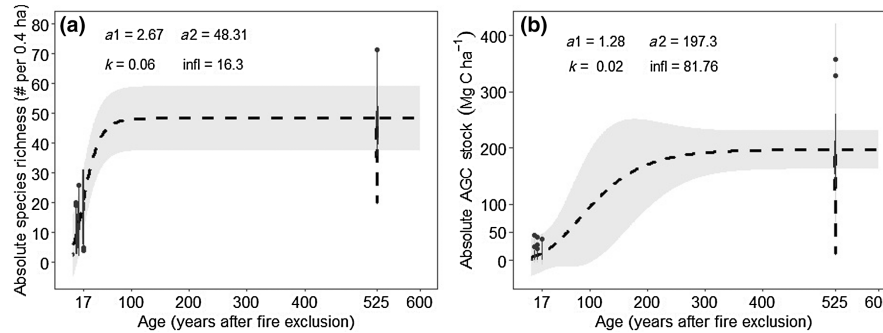 (a)
a1 = 2.67 a2 = 48.31
k = 0.06 infl = 16.3
Absolute species richness (# per 0.4 ha)
80
70
60
50
40
30
20
10
0
17 100 200 300 400 525 600
Age (years after fire exclusion)
(b)
a1 = 1.28 a2 = 197.3
k = 0.02 infl = 81.76
Absolute AGC stock (Mg C ha⁻¹)
400
300
200
100
50
0
17 100 200 300 400 525 600
Age (years after fire exclusion)